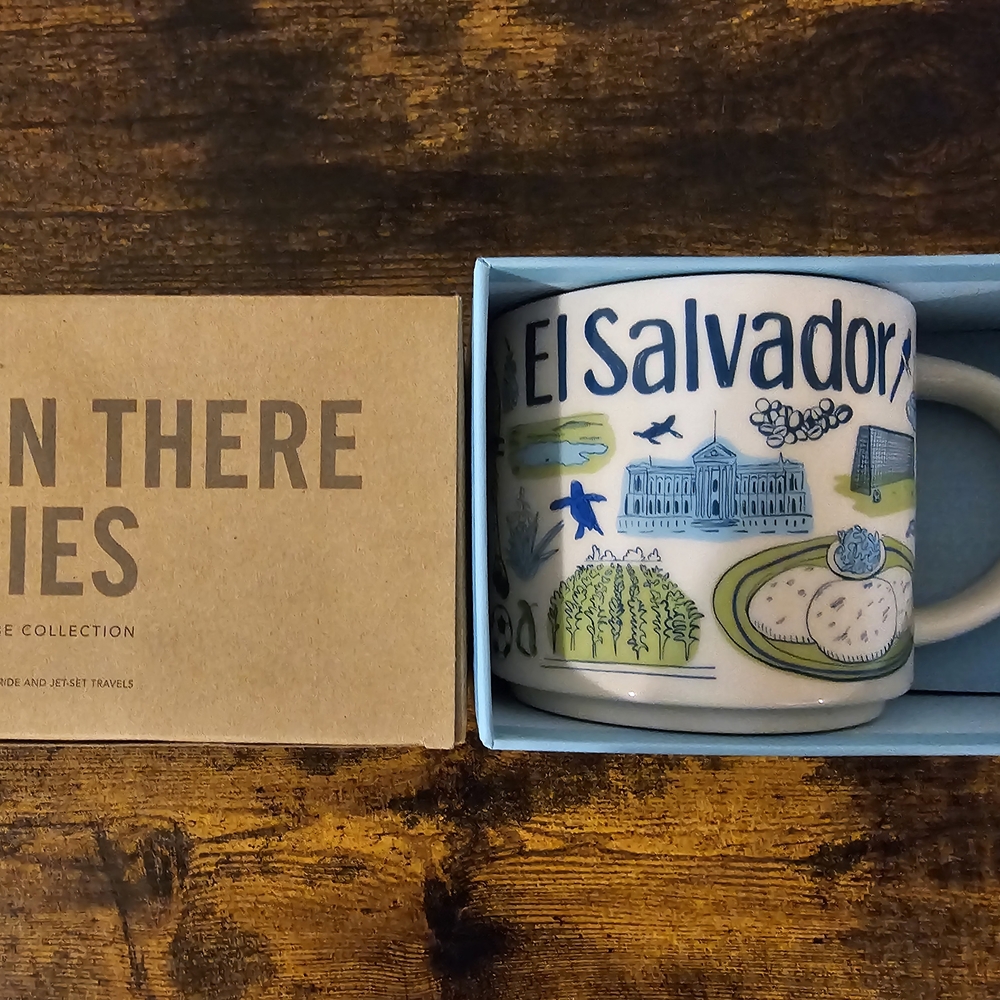 N THERE
IES
E COLLECTION
RIDE AND JET-SET TRAVELS
El Salvador